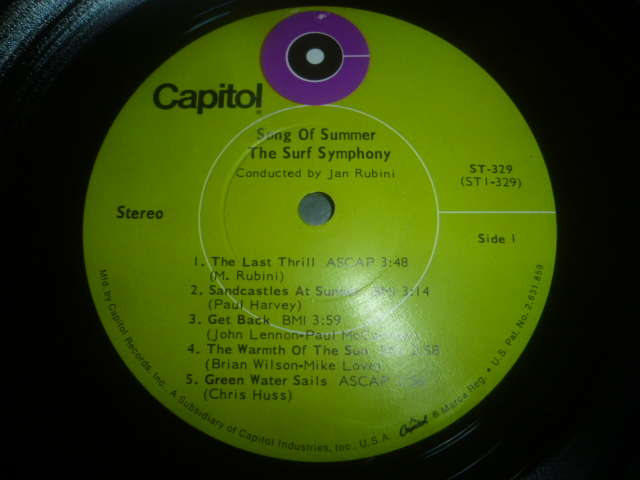 Capitol
®
Song Of Summer
The Surf Symphony
Conducted by Jan Rubini
ST-329
(ST1-329)
Stereo
Side 1
1. The Last Thrill ASCAP 3:48
(M. Rubini)
2. Sandcastles At Sunset BMI 3:14
(Paul Harvey)
3. Get Back BMI 3:59
(John Lennon-Paul McCartney)
4. The Warmth Of The Sun BMI
(Brian Wilson-Mike Love)
5. Green Water Sails ASCAP
(Chris Huss)
Mfd. by Capitol Records, Inc., A Subsidiary of Capitol Industries, Inc., U.S.A. Capitol ® Marca Reg. • U.S. Pat. No. 2,631,859